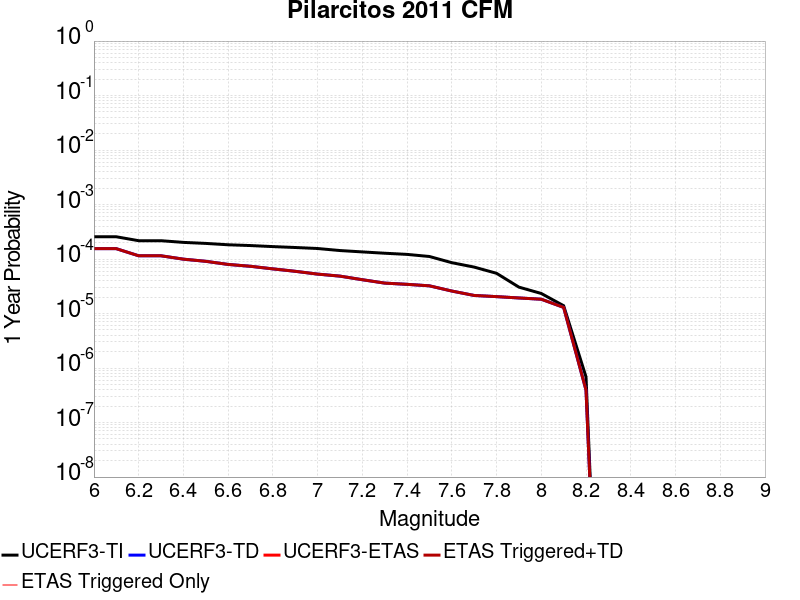 Pilarcitos 2011 CFM
10^0
10^-1
10^-2
10^-3
10^-4
10^-5
10^-6
10^-7
10^-8
1 Year Probability
6 6.2 6.4 6.6 6.8 7 7.2 7.4 7.6 7.8 8 8.2 8.4 8.6 8.8 9
Magnitude
UCERF3-TI UCERF3-TD UCERF3-ETAS ETAS Triggered+TD
ETAS Triggered Only